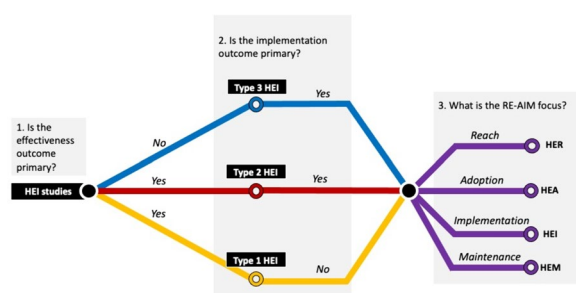 2. Is the implementation
outcome primary?
Type 3 HEI
Yes
3. What is the RE-AIM focus?
1. Is the
effectiveness
outcome
primary?
No
Reach
HER
Type 2 HEI
Yes
Yes
Adoption
HEA
HEI studies
Yes
Implementation
HEI
Type 1 HEI
No
Maintenance
HEM